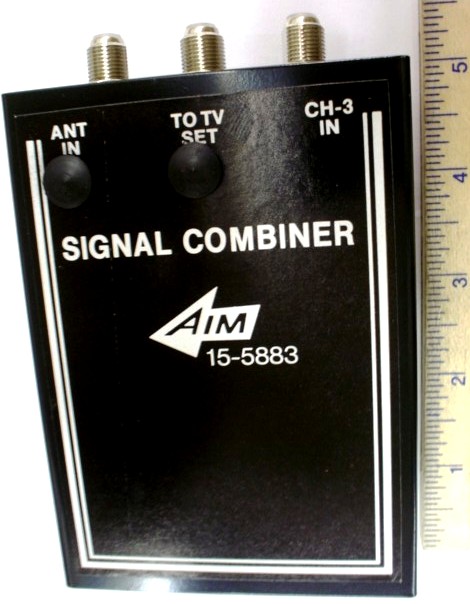 ANT
IN
TO TV
SET
CH-3
IN
SIGNAL COMBINER
AIM
15-5883
5
4
3
2
1